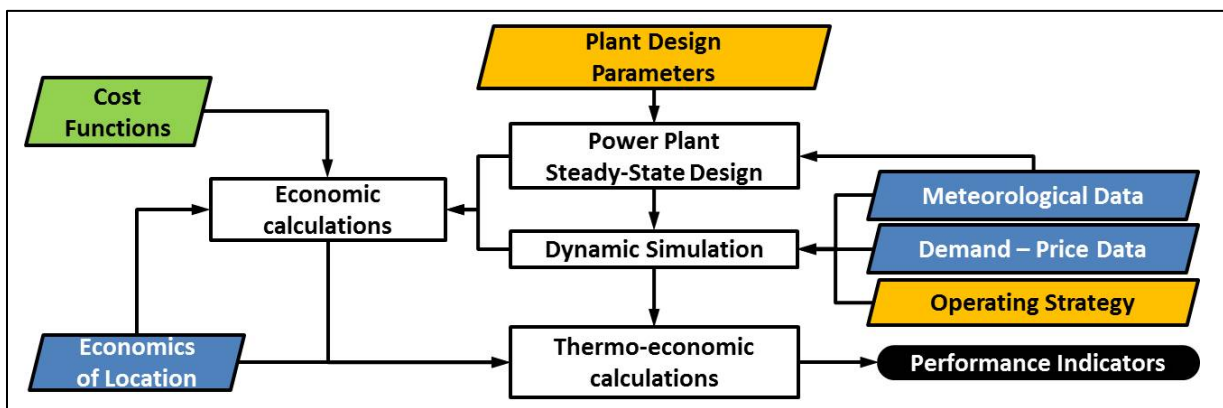 Plant Design
Parameters
Cost
Functions
Power Plant
Steady-State Design
Economic
calculations
Meteorological Data
Dynamic Simulation
Demand – Price Data
Operating Strategy
Economics
of Location
Thermo-economic
calculations
Performance Indicators